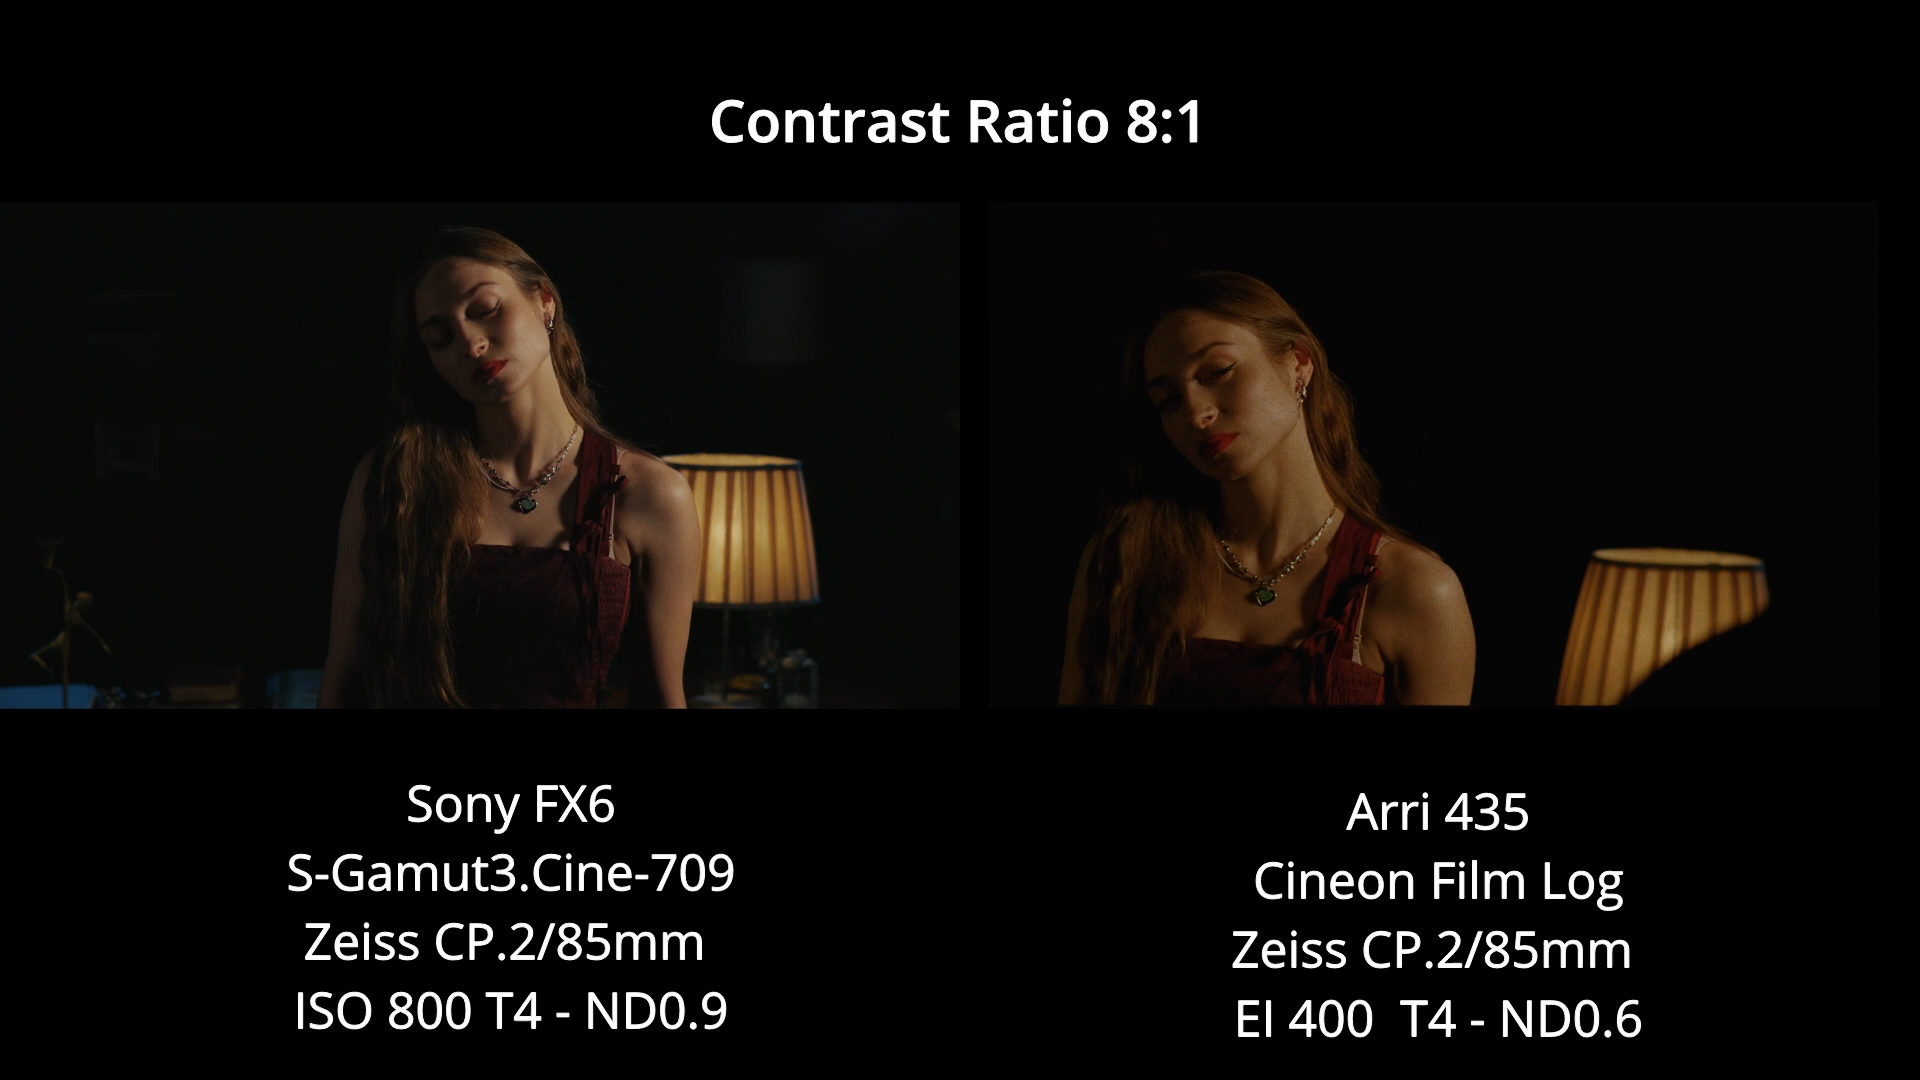 Contrast Ratio 8:1
Sony FX6
S-Gamut3.Cine-709
Zeiss CP.2/85mm
ISO 800 T4 - ND0.9
Arri 435
Cineon Film Log
Zeiss CP.2/85mm
EI 400  T4 - ND0.6